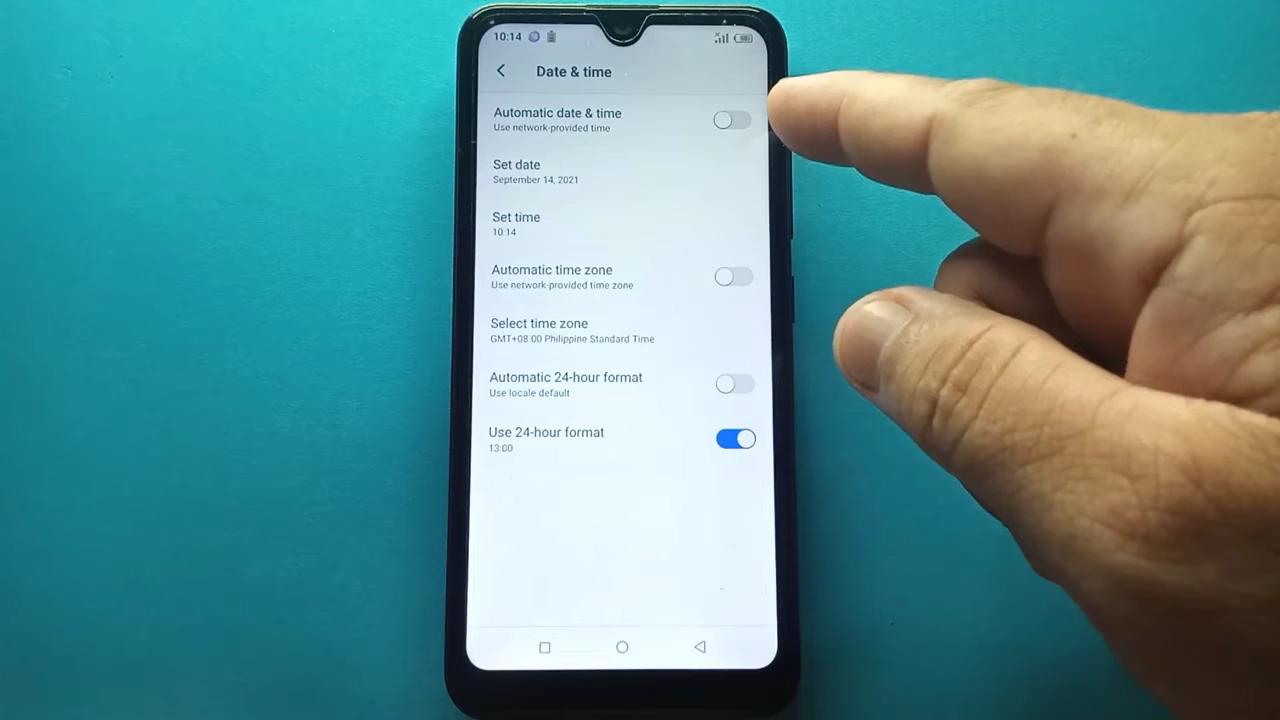 10:14
Date & time
Automatic date & time
Use network-provided time
Set date
September 14, 2021
Set time
10:14
Automatic time zone
Use network-provided time zone
Select time zone
GMT+08:00 Philippine Standard Time
Automatic 24-hour format
Use locale default
Use 24-hour format
13:00